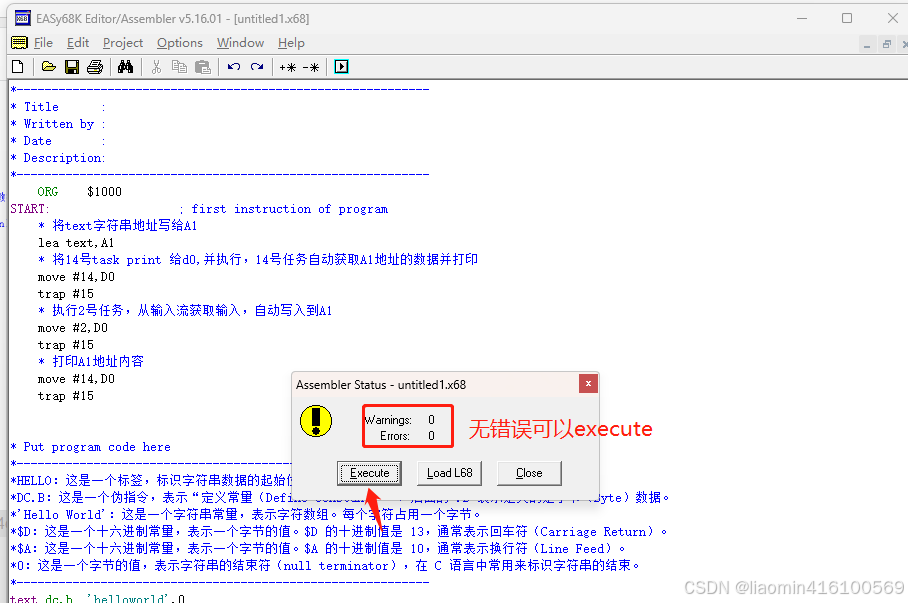 EASy68K Editor/Assembler v5.16.01 - [untitled1.x68]
File Edit Project Options Window Help
*-----------------------------------------------------------
* Title      :
* Written by :
* Date       :
* Description:
*-----------------------------------------------------------
    ORG    $1000
START:                  ; first instruction of program
    * 将text字符串地址写给A1
    lea text,A1
    * 将14号task print 给d0,并执行，14号任务自动获取A1地址的数据并打印
    move #14,D0
    trap #15
    * 执行2号任务，从输入流获取输入，自动写入到A1
    move #2,D0
    trap #15
    * 打印A1地址内容
    move #14,D0
    trap #15
Assembler Status - untitled1.x68
Warnings: 0
Errors: 0
无错误可以execute
Execute Load L68 Close
* Put program code here
*-----------------------------------------------------------
*HELLO：这是一个标签，标识字符串数据的起始
*DC.B：这是一个伪指令，表示“定义常量（Define 数据。
*'Hello World'：这是一个字符串常量，表示字符数组。每个字符占用一个字节。
*$D：这是一个十六进制常量，表示一个字节的值。$D 的十进制值是 13，通常表示回车符（Carriage Return）。
*$A：这是一个十六进制常量，表示一个字节的值。$A 的十进制值是 10，通常表示换行符（Line Feed）。
*0：这是一个字节的值，表示字符串的结束符（null terminator），在 C 语言中常用来标识字符串的结束。
*-----------------------------------------------------------
text dc.b 'helloworld',0
CSDN @liaomin416100569